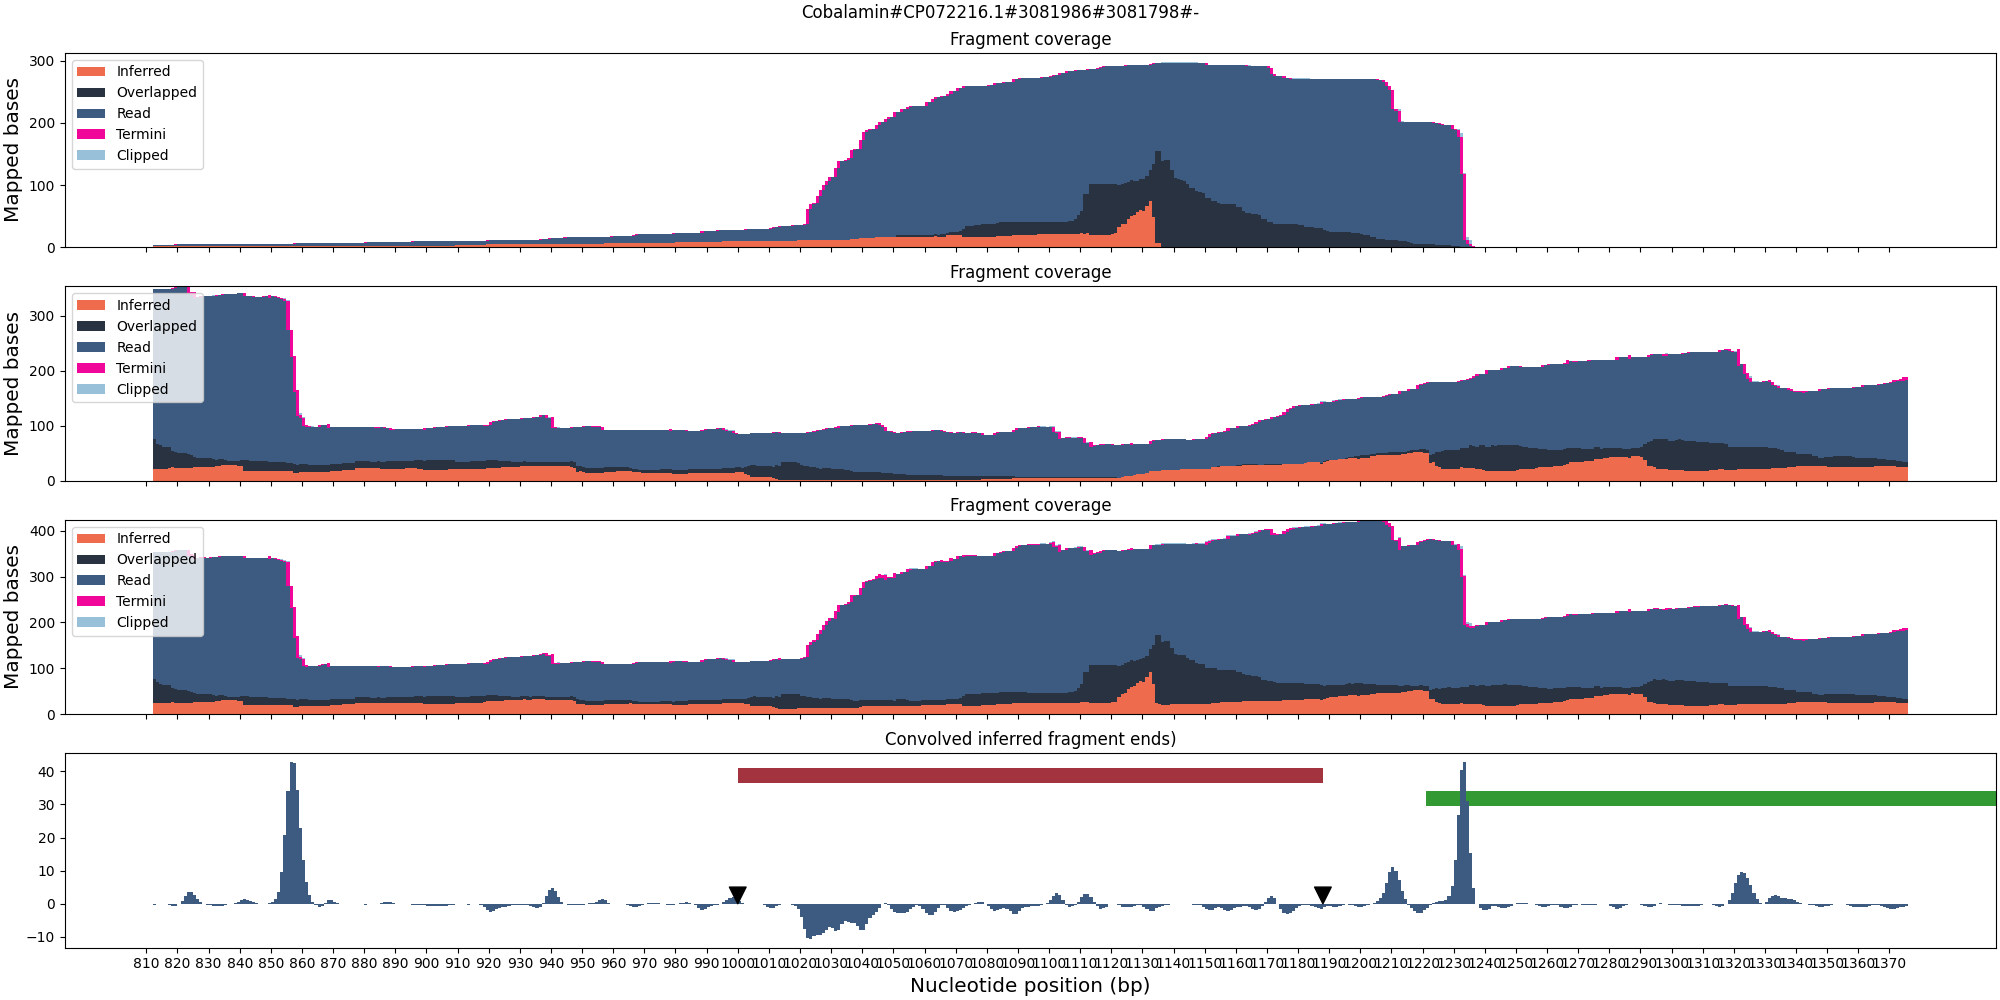 Cobalamin#CP072216.1#3081986#3081798#-
Fragment coverage
Mapped bases
300
200
100
0
Inferred
Overlapped
Read
Termini
Clipped
Fragment coverage
Mapped bases
300
200
100
0
Inferred
Overlapped
Read
Termini
Clipped
Fragment coverage
Mapped bases
400
300
200
100
0
Inferred
Overlapped
Read
Termini
Clipped
Convolved inferred fragment ends)
40
30
20
10
0
−10
810 820 830 840 850 860 870 880 890 900 910 920 930 940 950 960 970 980 990 1000 1010 1020 1030 1040 1050 1060 1070 1080 1090 1100 1110 1120 1130 1140 1150 1160 1170 1180 1190 1200 1210 1220 1230 1240 1250 1260 1270 1280 1290 1300 1310 1320 1330 1340 1350 1360 1370
Nucleotide position (bp)